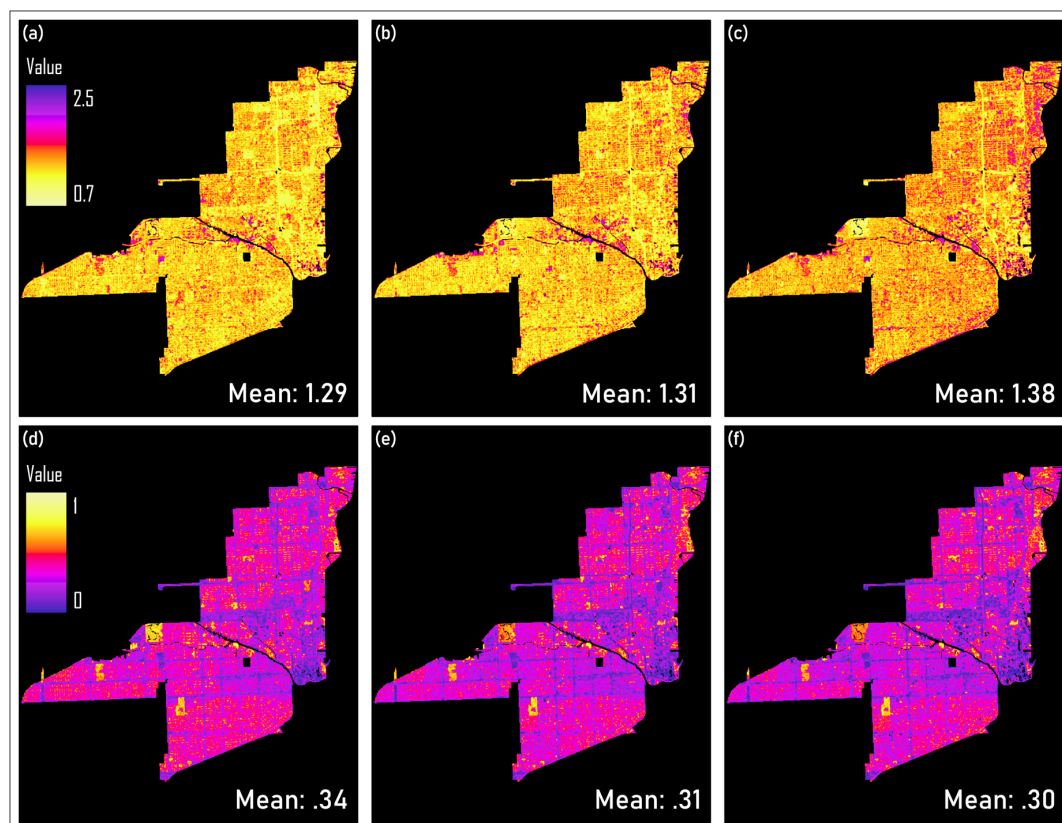 (a)
Value
2.5
0.7
Mean: 1.29
(b)
Mean: 1.31
(c)
Mean: 1.38
(d)
Value
1
0
Mean: .34
(e)
Mean: .31
(f)
Mean: .30